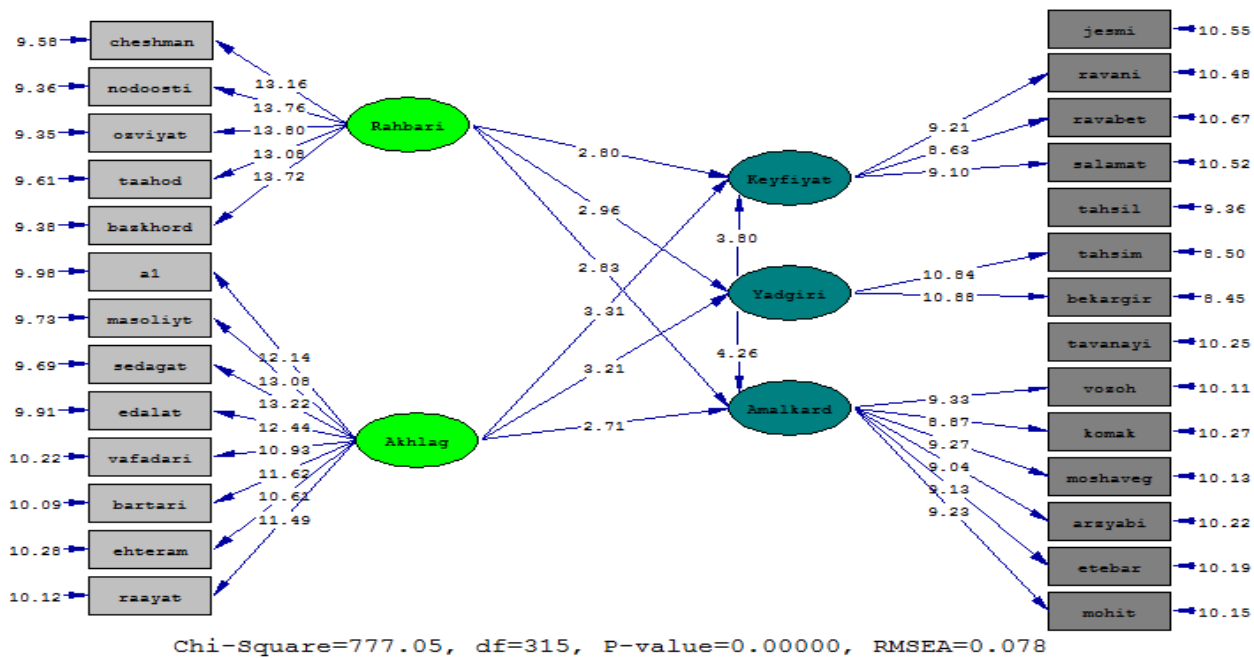 9.58 cheshman
9.36 nodoosti
9.35 ozviyat
9.61 taahod
9.38 baskhord
9.98 a1
9.73 masoliyt
9.69 sedagat
9.91 edalat
10.22 vafadari
10.09 bartari
10.28 ehteram
10.12 raayat
13.16
13.76
13.80
13.08
13.72
Rahbari
12.14
13.08
13.22
12.44
10.93
11.62
10.61
11.49
Akhlag
2.80
2.96
2.83
3.31
3.21
2.71
Keyfiyat
3.80
Yadgiri
4.26
Amalkard
9.21
8.63
9.10
10.84
10.88
9.33
8.87
9.27
9.04
9.13
9.23
jesmi 10.55
ravani 10.48
ravabet 10.67
salamat 10.52
tahsil 9.36
tahsim 8.50
bekargir 8.45
tavanayi 10.25
vozoh 10.11
komak 10.27
moshaveg 10.13
arsyabi 10.22
etebar 10.19
mohit 10.15
Chi-Square=777.05, df=315, P-value=0.00000, RMSEA=0.078